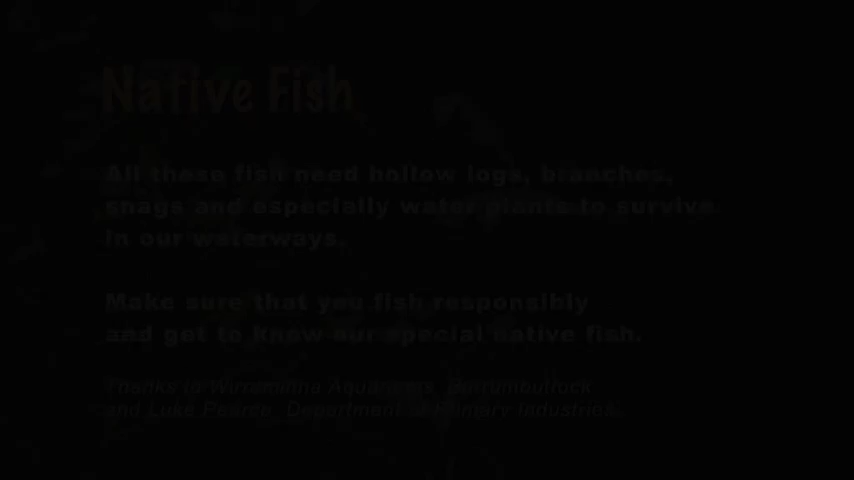 Native Fish
All these fish need hollow logs, branches,
snags and especially water plants to survive
in our waterways.
Make sure that you fish responsibly
and get to know our special native fish.
Thanks to
and Luke Pearce, Department of Primary Industries.